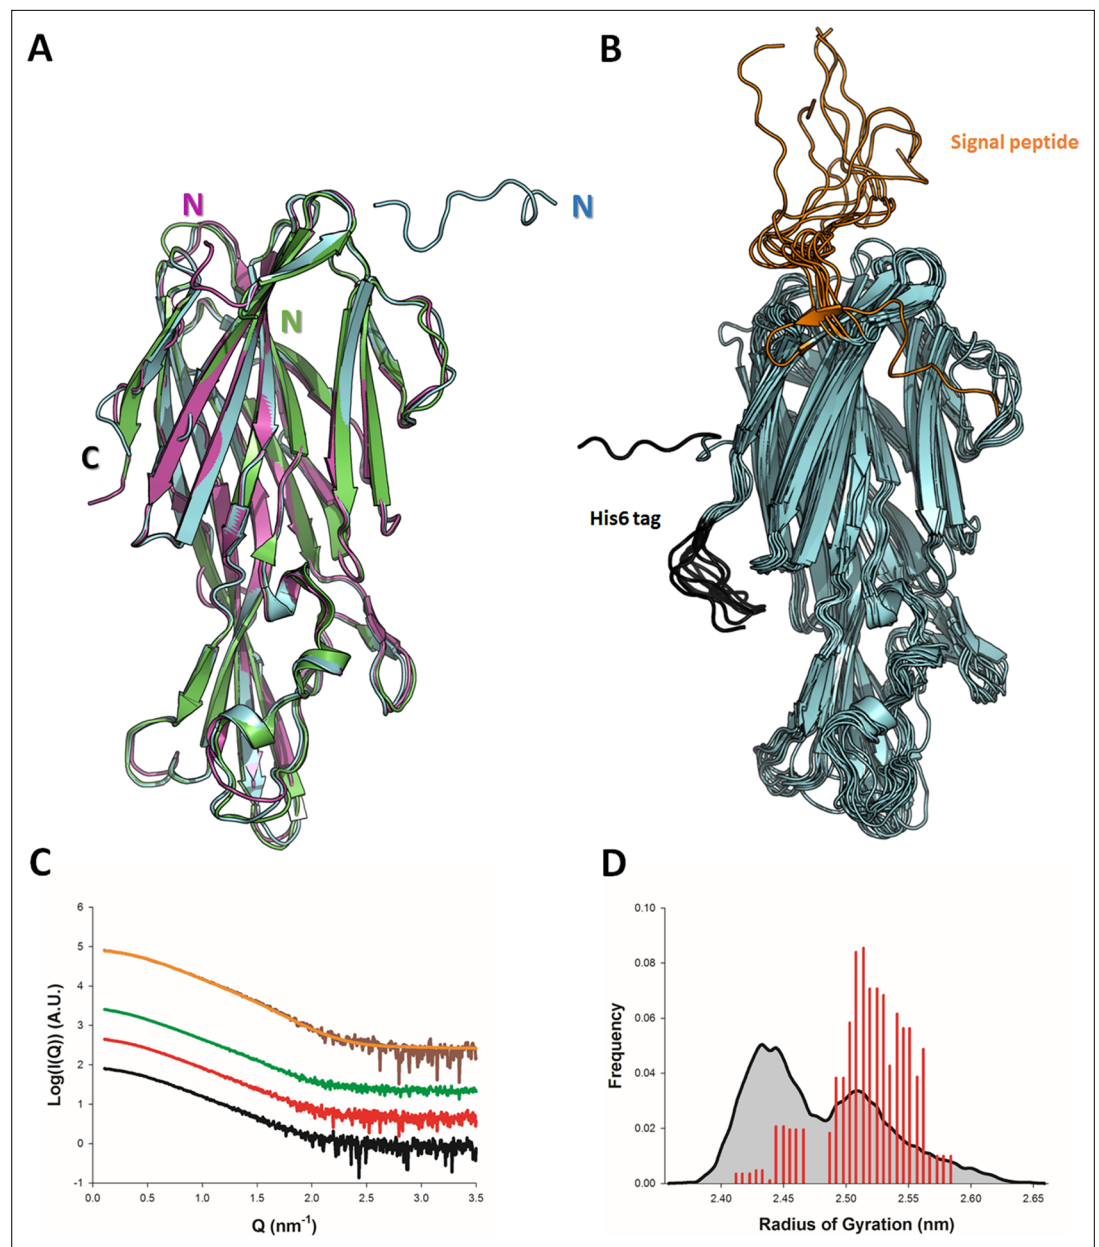 A
B
Signal peptide
N
N
N
C
His6 tag
C
D
6
5
4
3
2
1
0
-1
Log(I(Q)) (A.U.)
0.0 0.5 1.0 1.5 2.0 2.5 3.0 3.5
Q (nm-1)
0.10
0.08
0.06
0.04
0.02
0.00
Frequency
2.40 2.45 2.50 2.55 2.60 2.65
Radius of Gyration (nm)